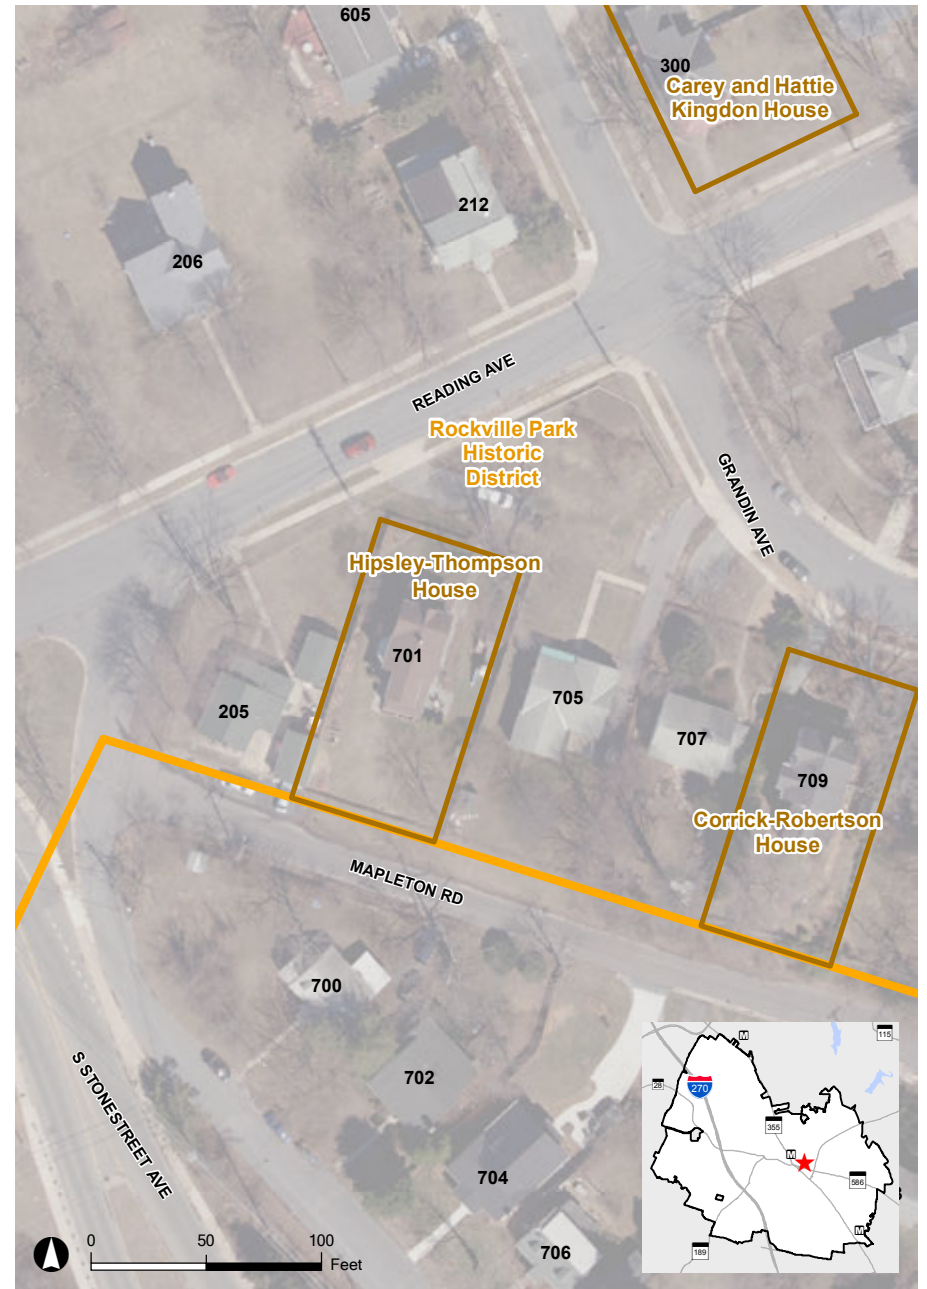 605
300
Carey and Hattie
Kingdon House
212
206
READING AVE
Rockville Park
Historic
District
GRANDIN AVE
Hipsley-Thompson
House
701
705
205
707
709
Corrick-Robertson
House
MAPLETON RD
700
S STONESTREET AVE
702
704
706
0 50 100
Feet
M
115
28
270
355
M
586
M
189